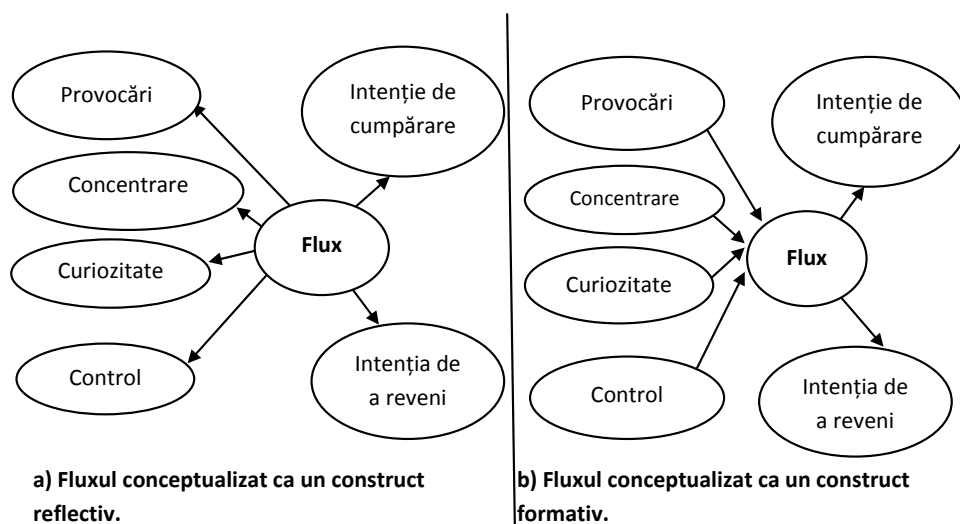 Provocări
Concentrare
Curiozitate
Control
Flux
Intenție de
cumpărare
Intenția de
a reveni
a) Fluxul conceptualizat ca un construct
reflectiv.
Provocări
Concentrare
Curiozitate
Control
Flux
Intenție de
cumpărare
Intenția de
a reveni
b) Fluxul conceptualizat ca un construct
formativ.